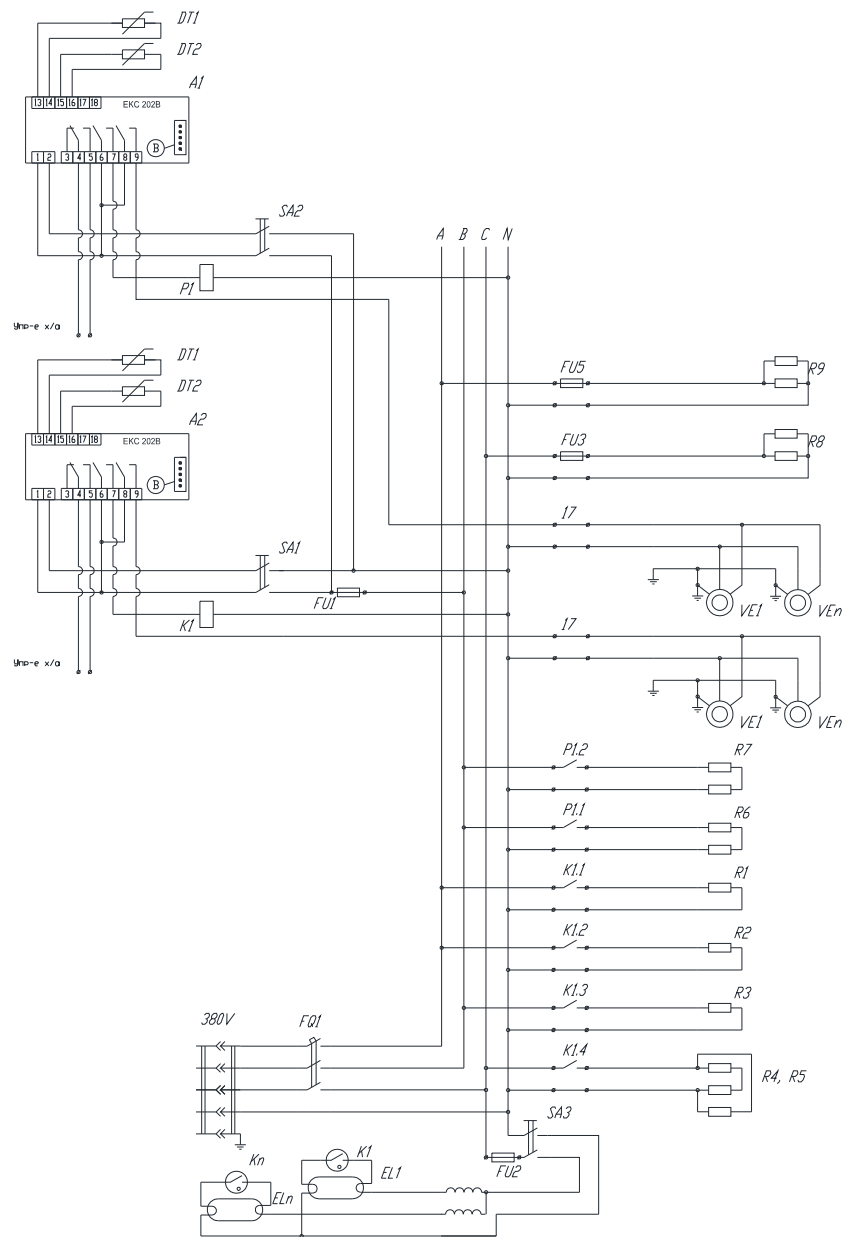 DT1
DT2
A1
13 14 15 16 17 18
EKC 202B
B
1 2 3 4 5 6 7 8 9
SA2
A B C N
P1
Упр-е х/а
DT1
DT2
FU5
R9
A2
13 14 15 16 17 18
EKC 202B
FU3
R8
B
1 2 3 4 5 6 7 8 9
17
SA1
FU1
VE1
VEn
K1
17
Упр-е х/а
VE1
VEn
P1.2
R7
P1.1
R6
K1.1
R1
K1.2
R2
K1.3
R3
380V
FQ1
K1.4
R4, R5
SA3
Kn
K1
EL1
FU2
ELn